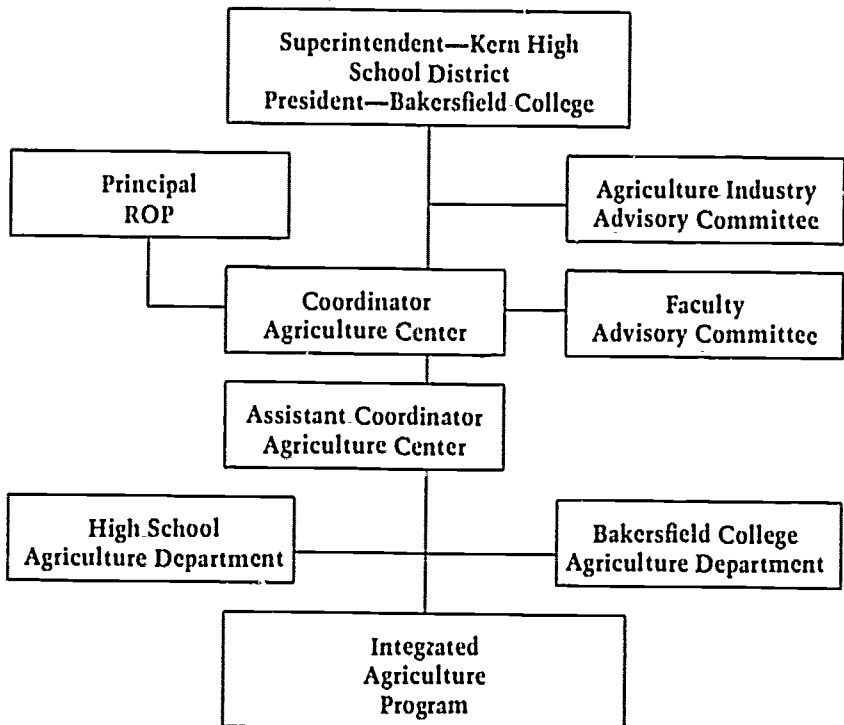 Superintendent—Kern High
School District
President—Bakersfield College
Principal
ROP
Agriculture Industry
Advisory Committee
Coordinator
Agriculture Center
Faculty
Advisory Committee
Assistant Coordinator
Agriculture Center
High School
Agriculture Department
Bakersfield College
Agriculture Department
Integrated
Agriculture
Program